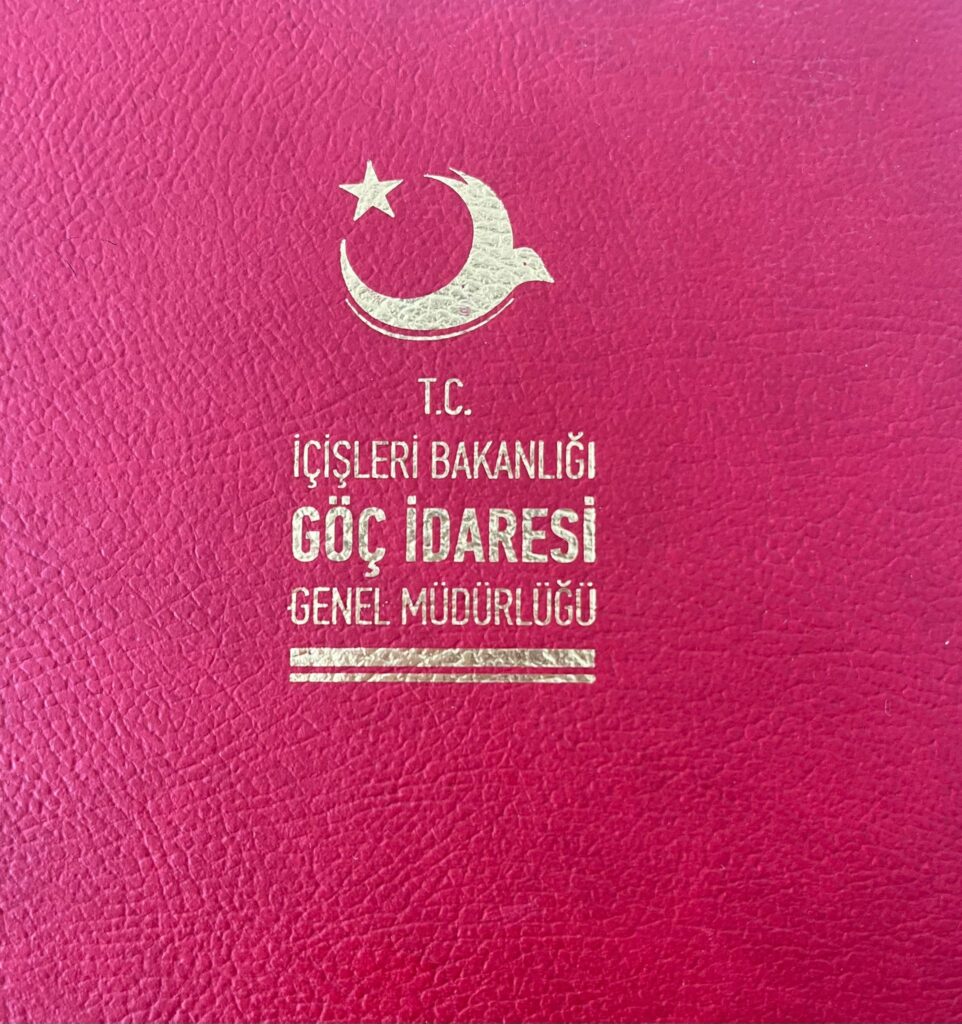 T.C.
İÇİŞLERİ BAKANLIĞI
GÖÇ İDARESİ
GENEL MÜDÜRLÜĞÜ